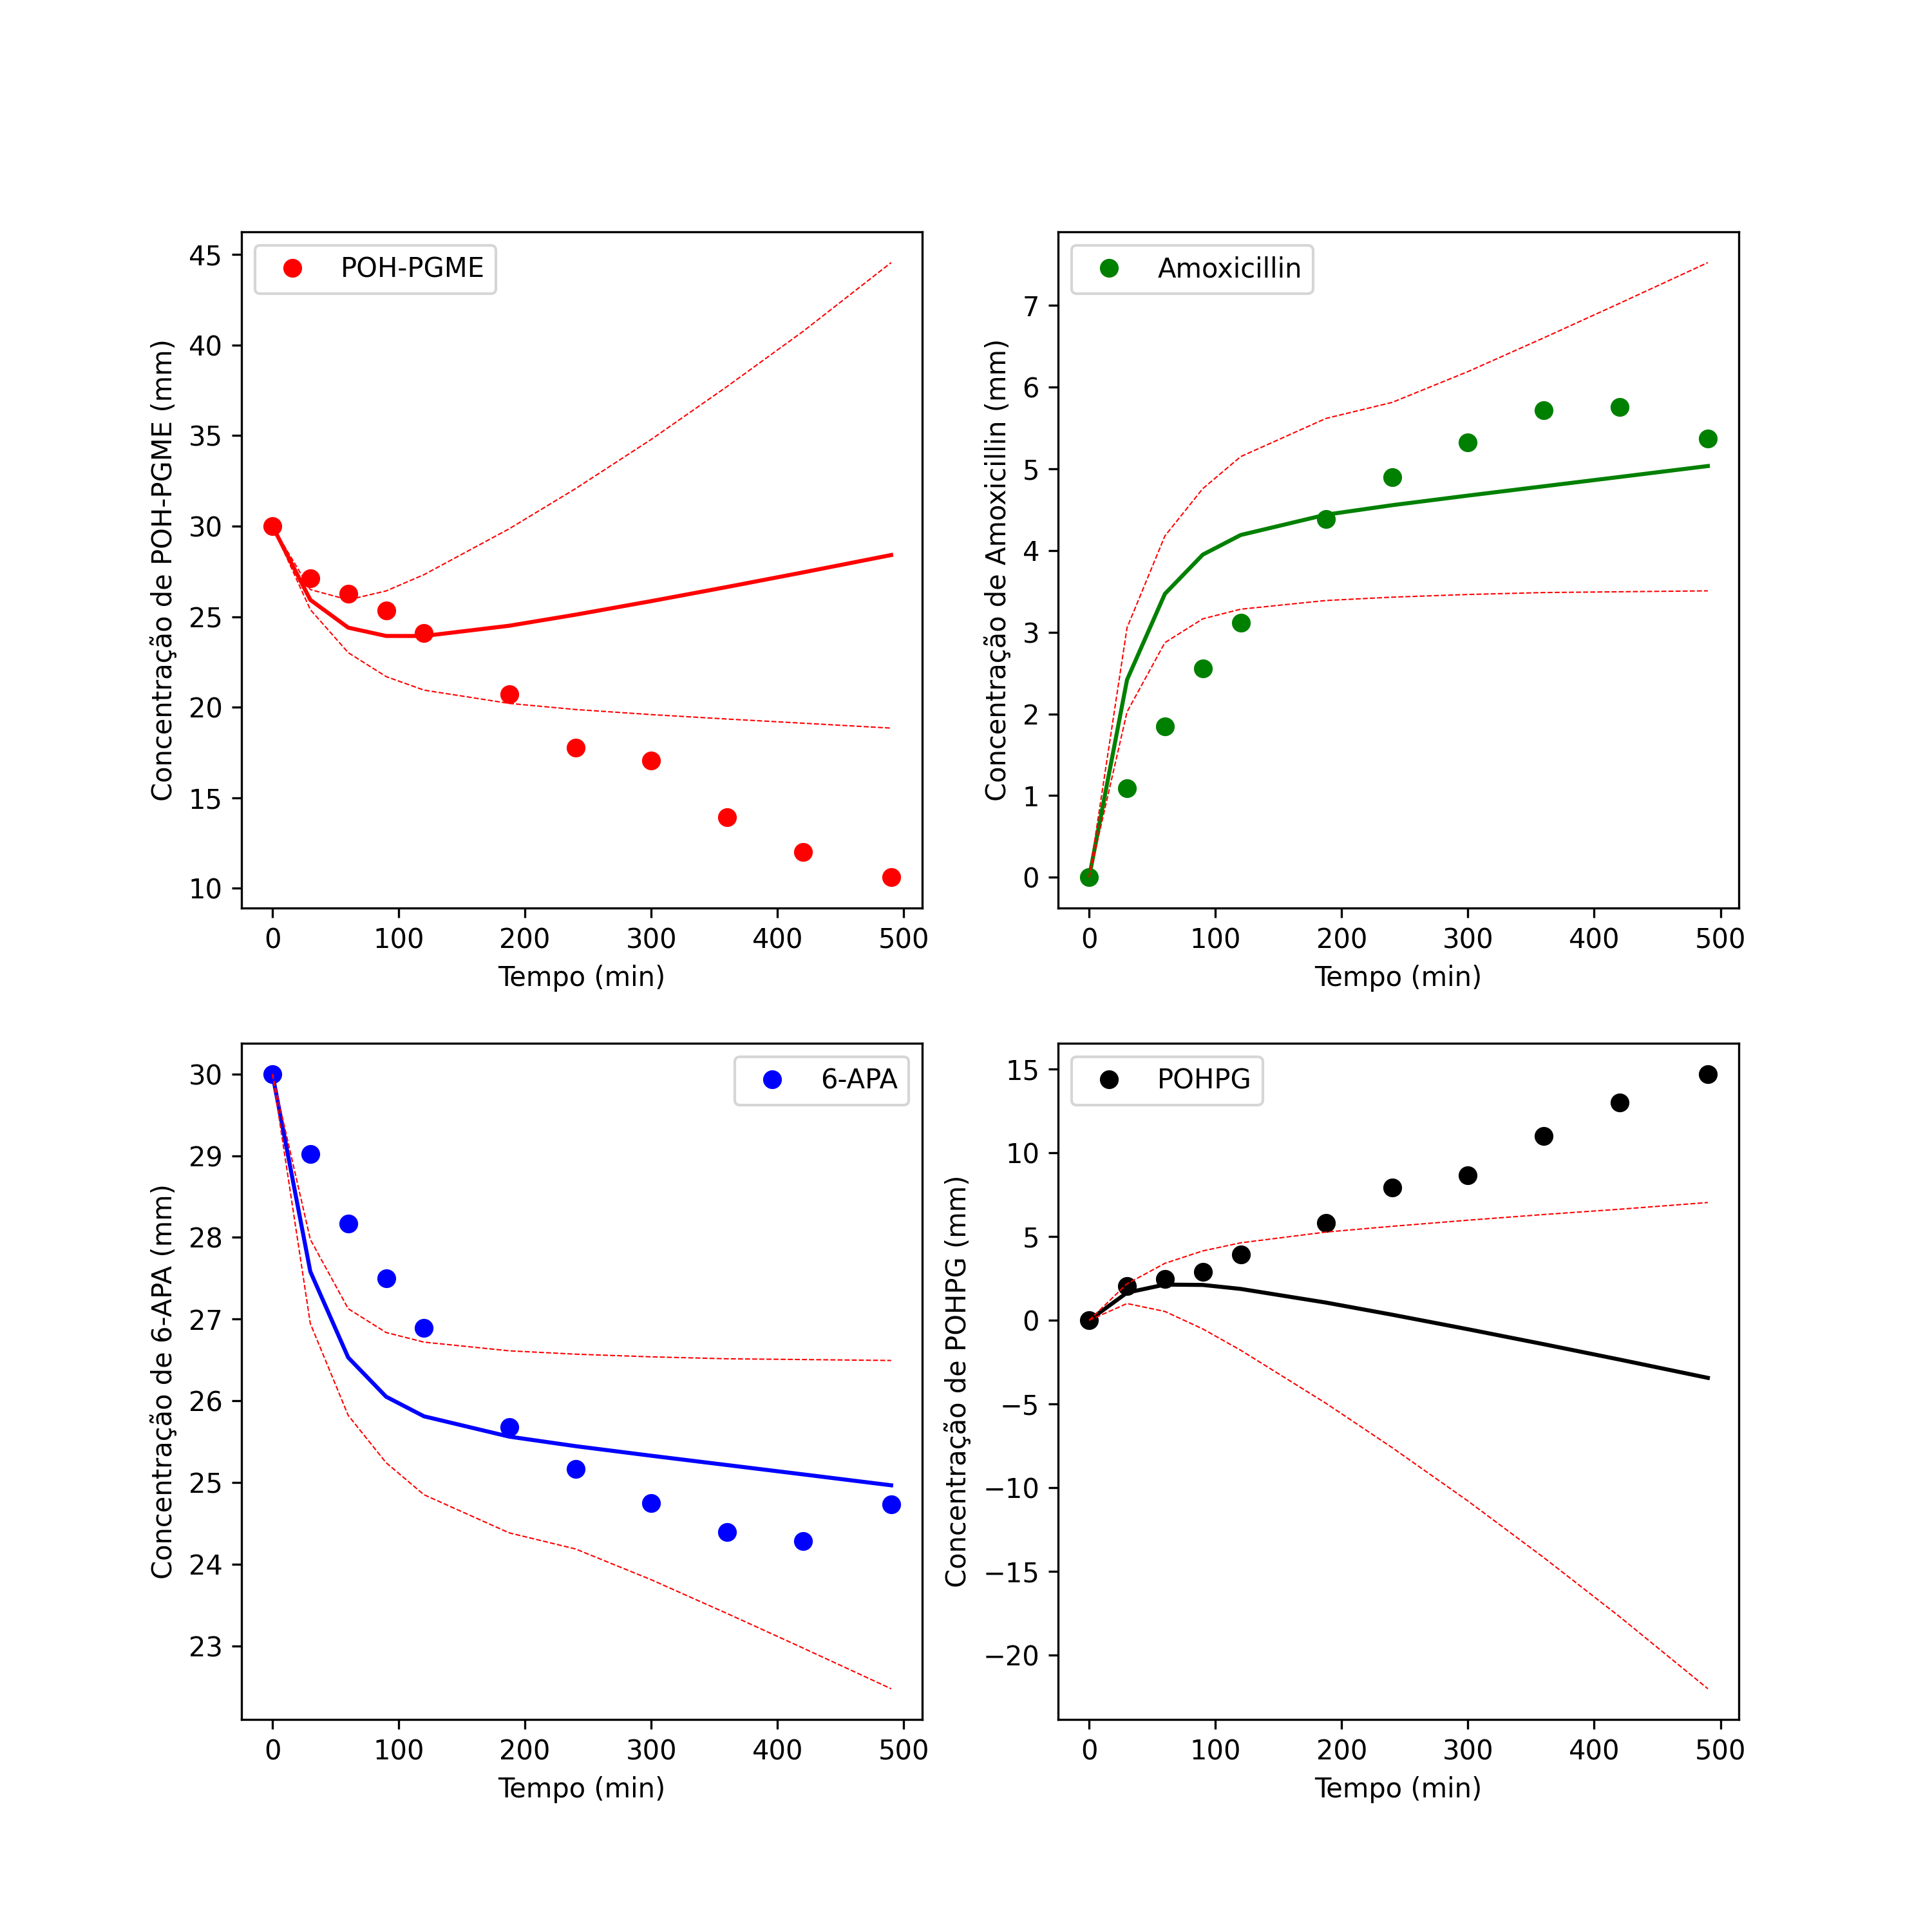 POH-PGME
Concentração de POH-PGME (mm)
45
40
35
30
25
20
15
10
0 100 200 300 400 500
Tempo (min)
Amoxicillin
Concentração de Amoxicillin (mm)
7
6
5
4
3
2
1
0
0 100 200 300 400 500
Tempo (min)
6-APA
Concentração de 6-APA (mm)
30
29
28
27
26
25
24
23
0 100 200 300 400 500
Tempo (min)
POHPG
Concentração de POHPG (mm)
15
10
5
0
−5
−10
−15
−20
0 100 200 300 400 500
Tempo (min)